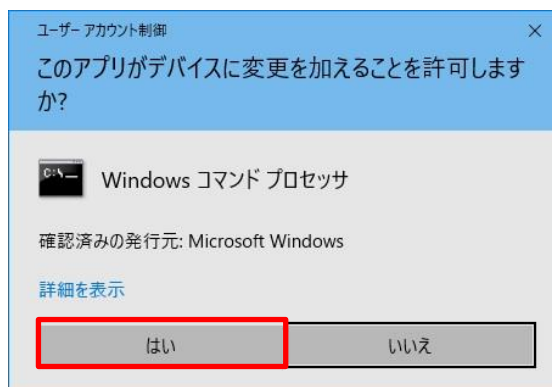 ユーザー アカウント制御
このアプリがデバイスに変更を加えることを許可します
か?
C:\
Windows コマンド プロセッサ
確認済みの発行元: Microsoft Windows
詳細を表示
はい
いいえ